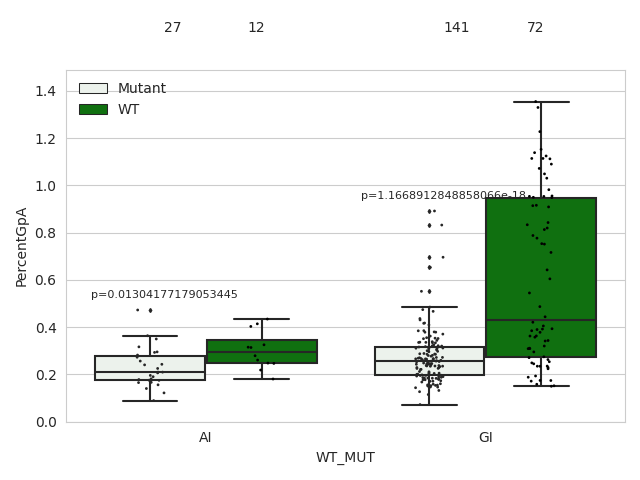 27 12 141 72
Mutant
WT
1.4
1.2
1.0
0.8
0.6
0.4
0.2
0.0
PercentGpA
p=0.01304177179053445
p=1.1668912848858066e-18
AI GI
WT_MUT